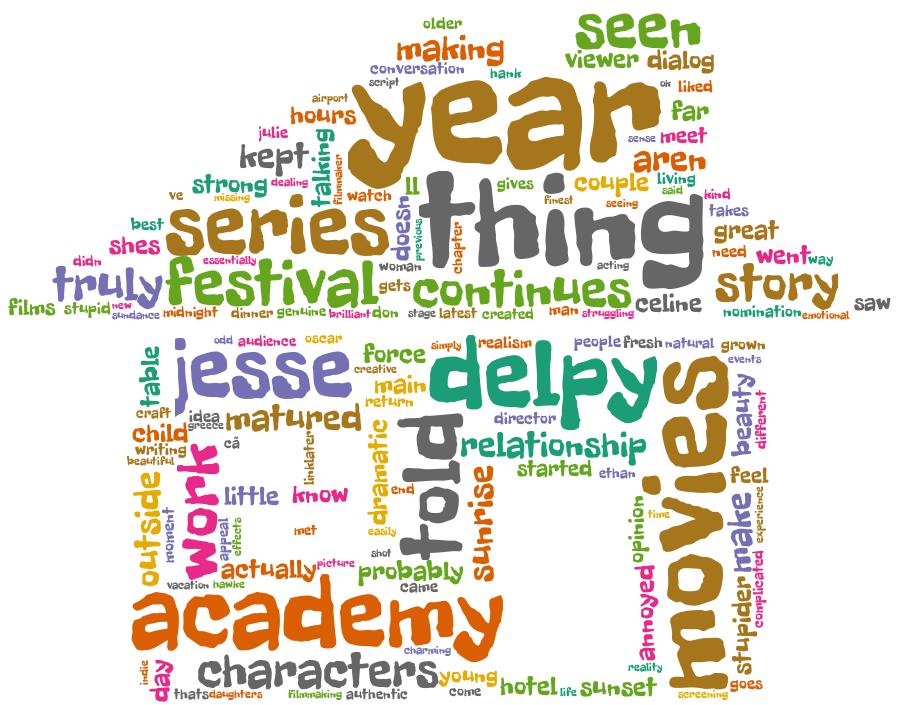 older
seen
making
viewer dialog
conversation
hank
script
year
ok
liked
airport
hours
far
julie
talking
sense
meet
kept
filmmaker
aren
strong
dealing
missing
watch
ll
gives
couple
living
said
ve
series
doesn
previous
thing
finest
seeing
kind
takes
best
chapter
great
shes
essentially
woman
acting
need
went
way
didn
truly
festival
gets
continues
celine
story
saw
films
stupid
new
sundance
midnight
dinner
genuine
brilliant
don
stage
latest
created
man
struggling
nomination
emotional
odd
audience
oscar
simply
realism
people
fresh
natural
grown
table
jesse
force
creative
delpy
events
main
return
movies
beauty
different
craft
idea
greece
matured
director
child
cã
told
writing
linklater
dramatic
relationship
beautiful
work
started
ethan
feel
outside
little
know
end
sunrise
moment
appeal
effects
met
easily
time
opinion
make
experience
shot
actually
picture
probably
came
vacation
hawke
annoyed
stupider
complicated
academy
charming
indie
day
characters
young
reality
thats
daughters
filmmaking
authentic
come
hotel
life
sunset
screening
goes